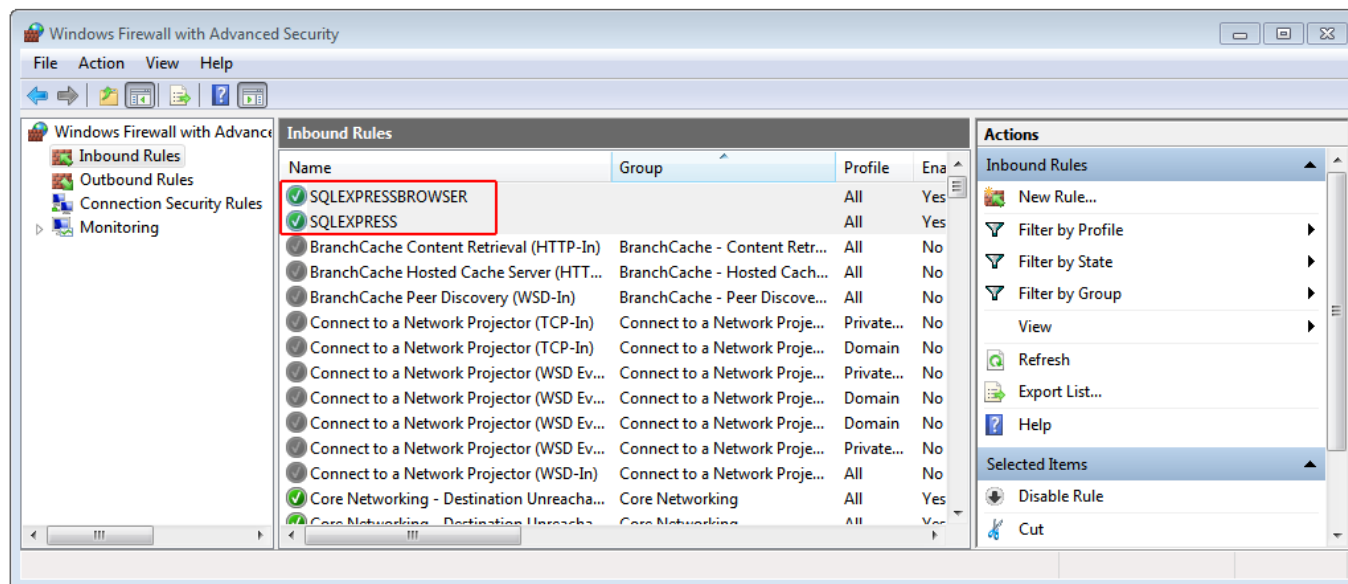 Windows Firewall with Advanced Security
File Action View Help
Windows Firewall with Advance
Inbound Rules
Outbound Rules
Connection Security Rules
Monitoring
Inbound Rules
Name Group Profile Ena
SQLEXPRESSBROWSER All Yes
SQLEXPRESS All Yes
BranchCache Content Retrieval (HTTP-In) BranchCache - Content Retr... All No
BranchCache Hosted Cache Server (HTT... BranchCache - Hosted Cach... All No
BranchCache Peer Discovery (WSD-In) BranchCache - Peer Discove... All No
Connect to a Network Projector (TCP-In) Connect to a Network Proje... Private... No
Connect to a Network Projector (TCP-In) Connect to a Network Proje... Domain No
Connect to a Network Projector (WSD Ev... Connect to a Network Proje... Private... No
Connect to a Network Projector (WSD Ev... Connect to a Network Proje... Domain No
Connect to a Network Projector (WSD Ev... Connect to a Network Proje... Domain No
Connect to a Network Projector (WSD Ev... Connect to a Network Proje... Private... No
Connect to a Network Projector (WSD-In) Connect to a Network Proje... All No
Core Networking - Destination Unreacha... Core Networking All Yes
Core Networking - Destination Unreacha... Core Networking All Yes
Actions
Inbound Rules
New Rule...
Filter by Profile
Filter by State
Filter by Group
View
Refresh
Export List...
Help
Selected Items
Disable Rule
Cut